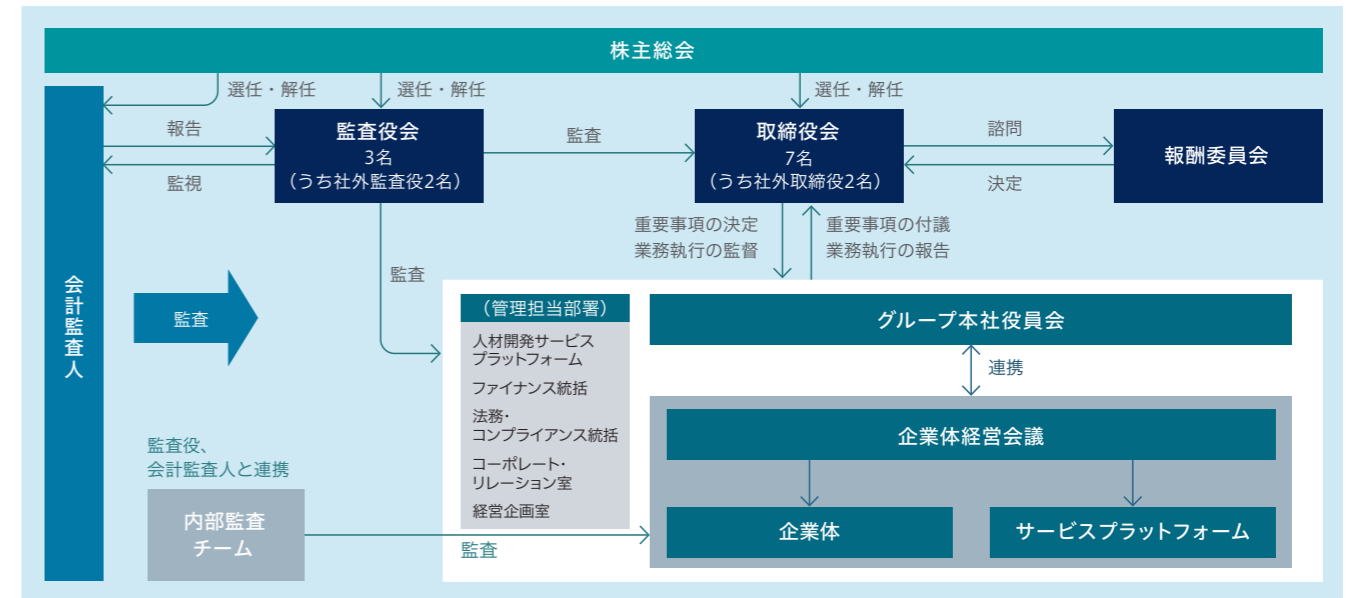 株主総会
選任・解任
選任・解任
選任・解任
会計監査人
報告
監視
監査役会
3名
（うち社外監査役2名）
監査
取締役会
7名
（うち社外取締役2名）
諮問
決定
報酬委員会
重要事項の決定
業務執行の監督
重要事項の付議
業務執行の報告
監査
監査
（管理担当部署）
人材開発サービス
プラットフォーム
ファイナンス統括
法務・
コンプライアンス統括
コーポレート・
リレーション室
経営企画室
グループ本社役員会
連携
企業体経営会議
企業体
サービスプラットフォーム
監査役、
会計監査人と連携
内部監査
チーム
監査